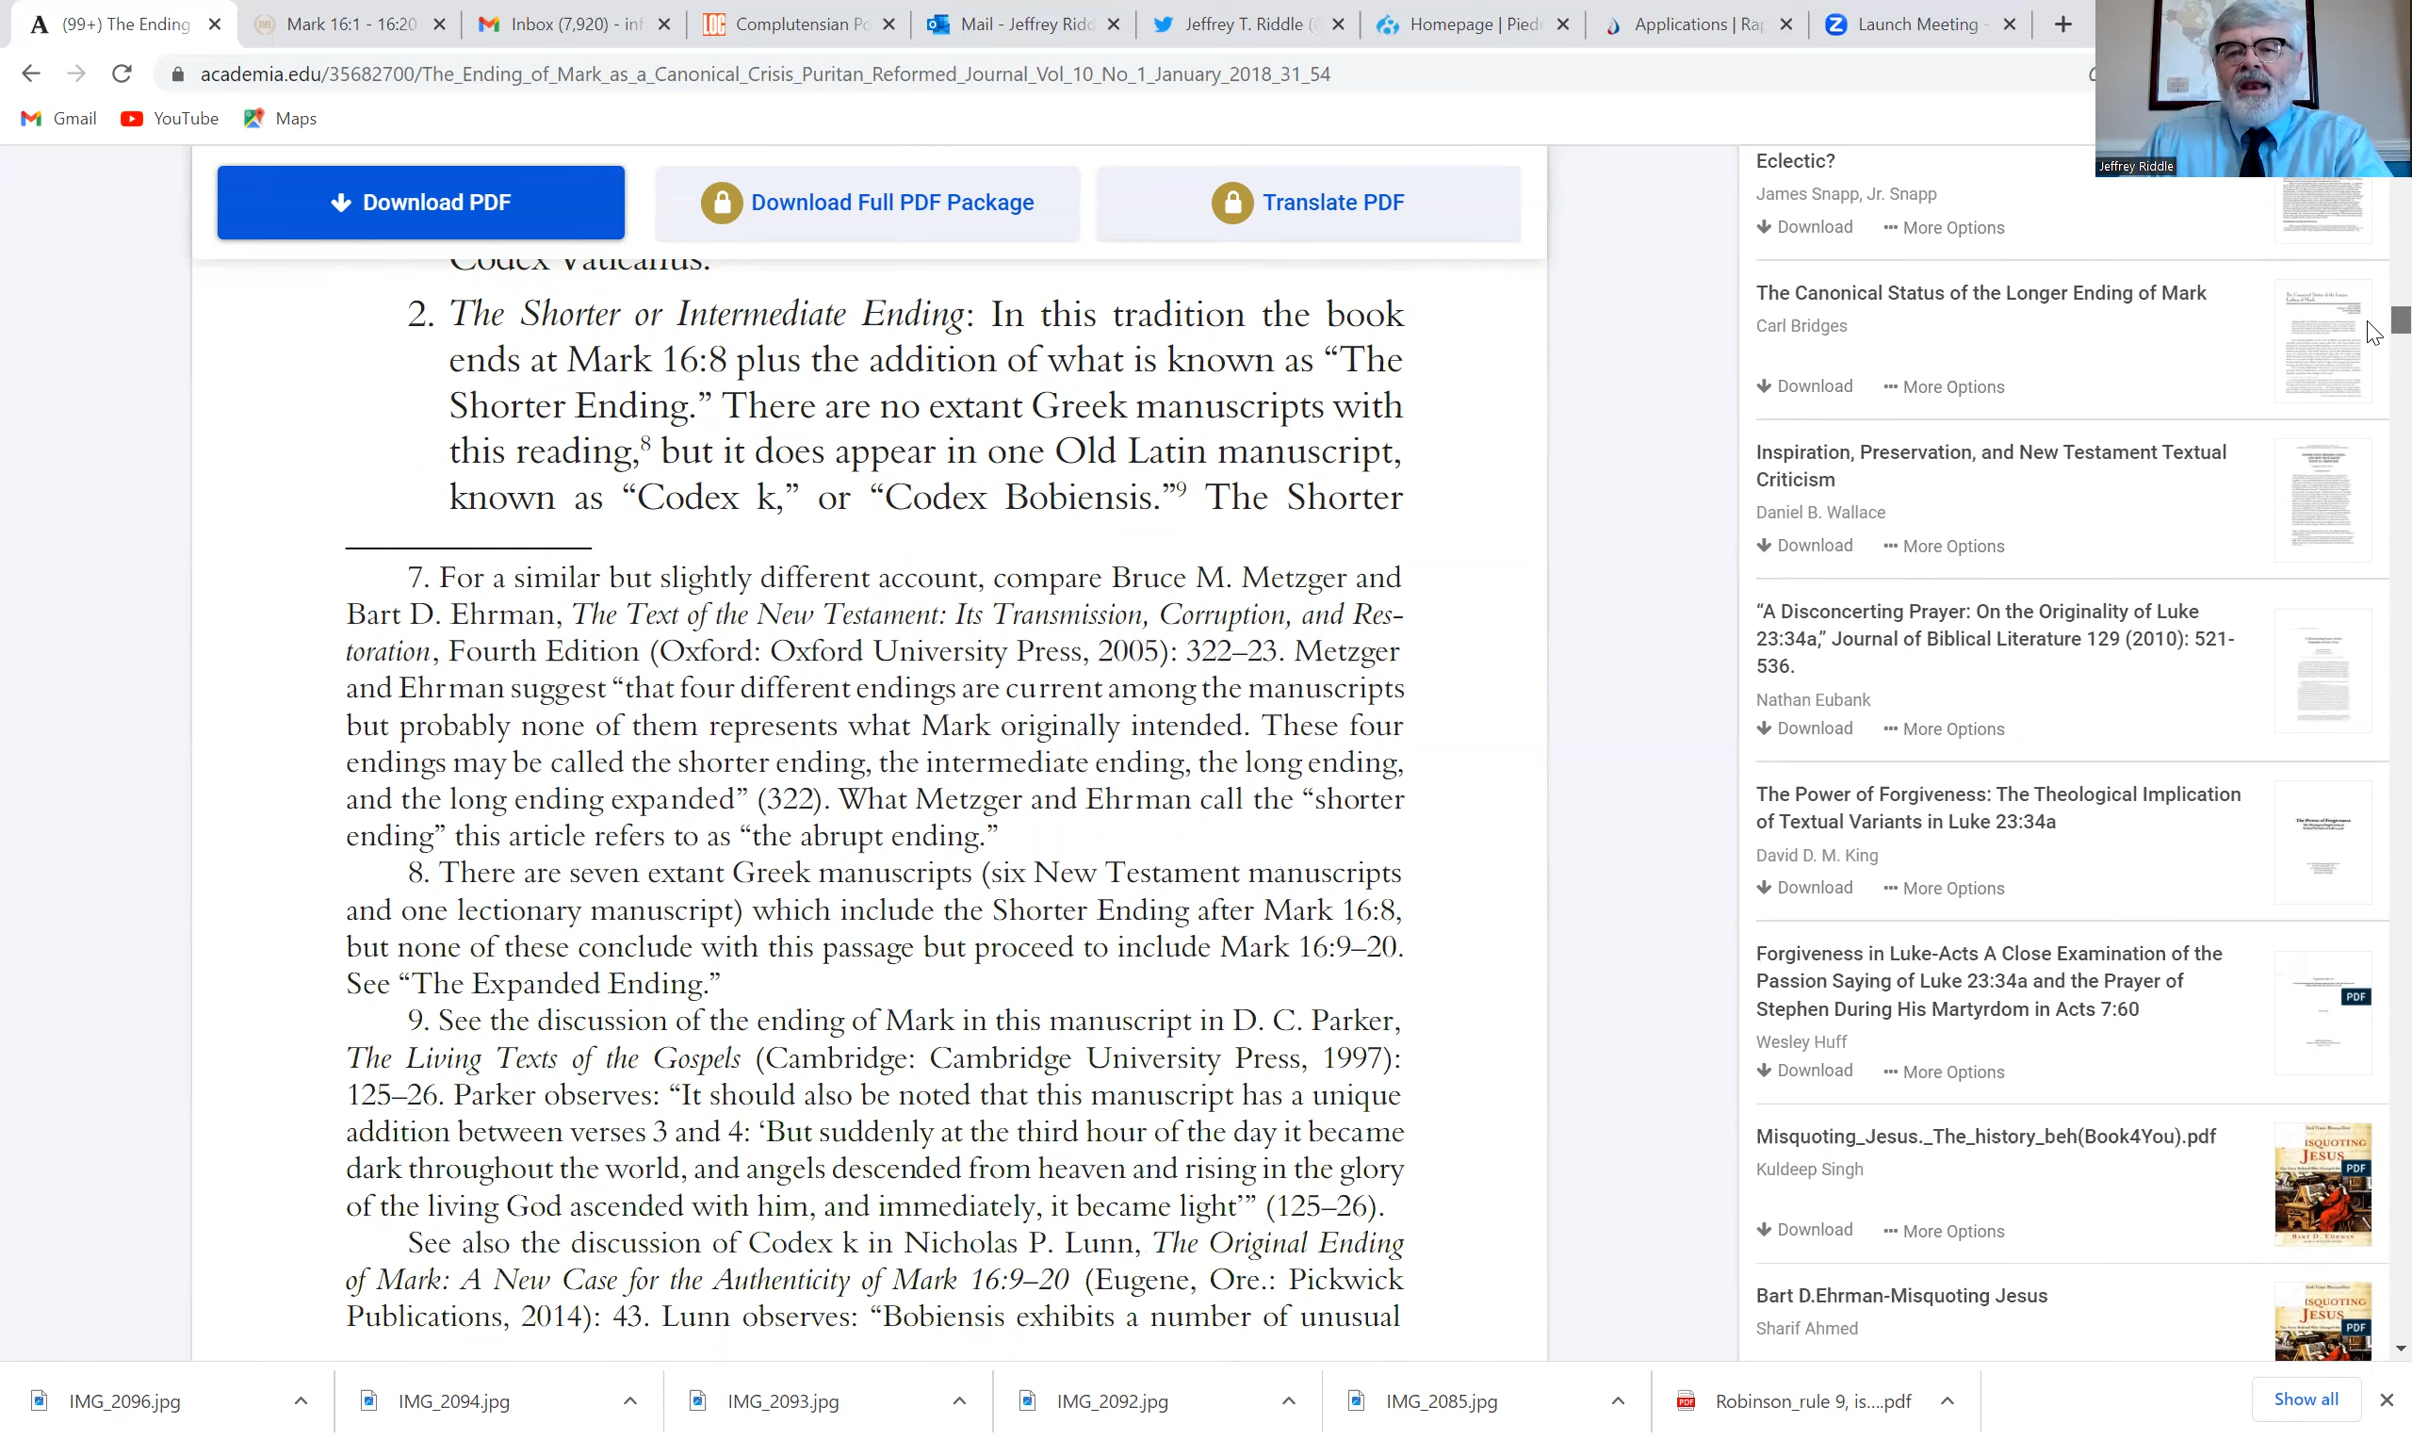 (99+) The Ending
Mark 16:1 - 16:20
Inbox (7,920) - inf
LOC
Complutensian Po
Mail - Jeffrey Ridd
Jeffrey T. Riddle (
Homepage | Pied
Applications | Rap
Launch Meeting -
academia.edu/35682700/The_Ending_of_Mark_as_a_Canonical_Crisis_Puritan_Reformed_Journal_Vol_10_No_1_January_2018_31_54
Gmail
YouTube
Maps
Jeffrey Riddle
Download PDF
Download Full PDF Package
Translate PDF
Codex Vaticanus.
2. The Shorter or Intermediate Ending: In this tradition the book
ends at Mark 16:8 plus the addition of what is known as “The
Shorter Ending.” There are no extant Greek manuscripts with
this reading,8 but it does appear in one Old Latin manuscript,
known as “Codex k,” or “Codex Bobiensis.”9 The Shorter
7. For a similar but slightly different account, compare Bruce M. Metzger and
Bart D. Ehrman, The Text of the New Testament: Its Transmission, Corruption, and Res-
toration, Fourth Edition (Oxford: Oxford University Press, 2005): 322–23. Metzger
and Ehrman suggest “that four different endings are current among the manuscripts
but probably none of them represents what Mark originally intended. These four
endings may be called the shorter ending, the intermediate ending, the long ending,
and the long ending expanded” (322). What Metzger and Ehrman call the “shorter
ending” this article refers to as “the abrupt ending.”
8. There are seven extant Greek manuscripts (six New Testament manuscripts
and one lectionary manuscript) which include the Shorter Ending after Mark 16:8,
but none of these conclude with this passage but proceed to include Mark 16:9–20.
See “The Expanded Ending.”
9. See the discussion of the ending of Mark in this manuscript in D. C. Parker,
The Living Texts of the Gospels (Cambridge: Cambridge University Press, 1997):
125–26. Parker observes: “It should also be noted that this manuscript has a unique
addition between verses 3 and 4: ‘But suddenly at the third hour of the day it became
dark throughout the world, and angels descended from heaven and rising in the glory
of the living God ascended with him, and immediately, it became light’” (125–26).
See also the discussion of Codex k in Nicholas P. Lunn, The Original Ending
of Mark: A New Case for the Authenticity of Mark 16:9–20 (Eugene, Ore.: Pickwick
Publications, 2014): 43. Lunn observes: “Bobiensis exhibits a number of unusual
Eclectic?
James Snapp, Jr. Snapp
Download ••• More Options
The Canonical Status of the Longer Ending of Mark
Carl Bridges
Download ••• More Options
Inspiration, Preservation, and New Testament Textual
Criticism
Daniel B. Wallace
Download ••• More Options
“A Disconcerting Prayer: On the Originality of Luke
23:34a,” Journal of Biblical Literature 129 (2010): 521-
536.
Nathan Eubank
Download ••• More Options
The Power of Forgiveness: The Theological Implication
of Textual Variants in Luke 23:34a
David D. M. King
Download ••• More Options
Forgiveness in Luke-Acts A Close Examination of the
Passion Saying of Luke 23:34a and the Prayer of
Stephen During His Martyrdom in Acts 7:60
Wesley Huff
PDF
Download ••• More Options
Misquoting_Jesus._The_history_beh(Book4You).pdf
Kuldeep Singh
ISQUOTING
JESUS
PDF
BART D. EHRMAN
Download ••• More Options
Bart D.Ehrman-Misquoting Jesus
Sharif Ahmed
ISQUOTING
JESUS
PDF
IMG_2096.jpg
IMG_2094.jpg
IMG_2093.jpg
IMG_2092.jpg
IMG_2085.jpg
PDF
Robinson_rule 9, is....pdf
Show all